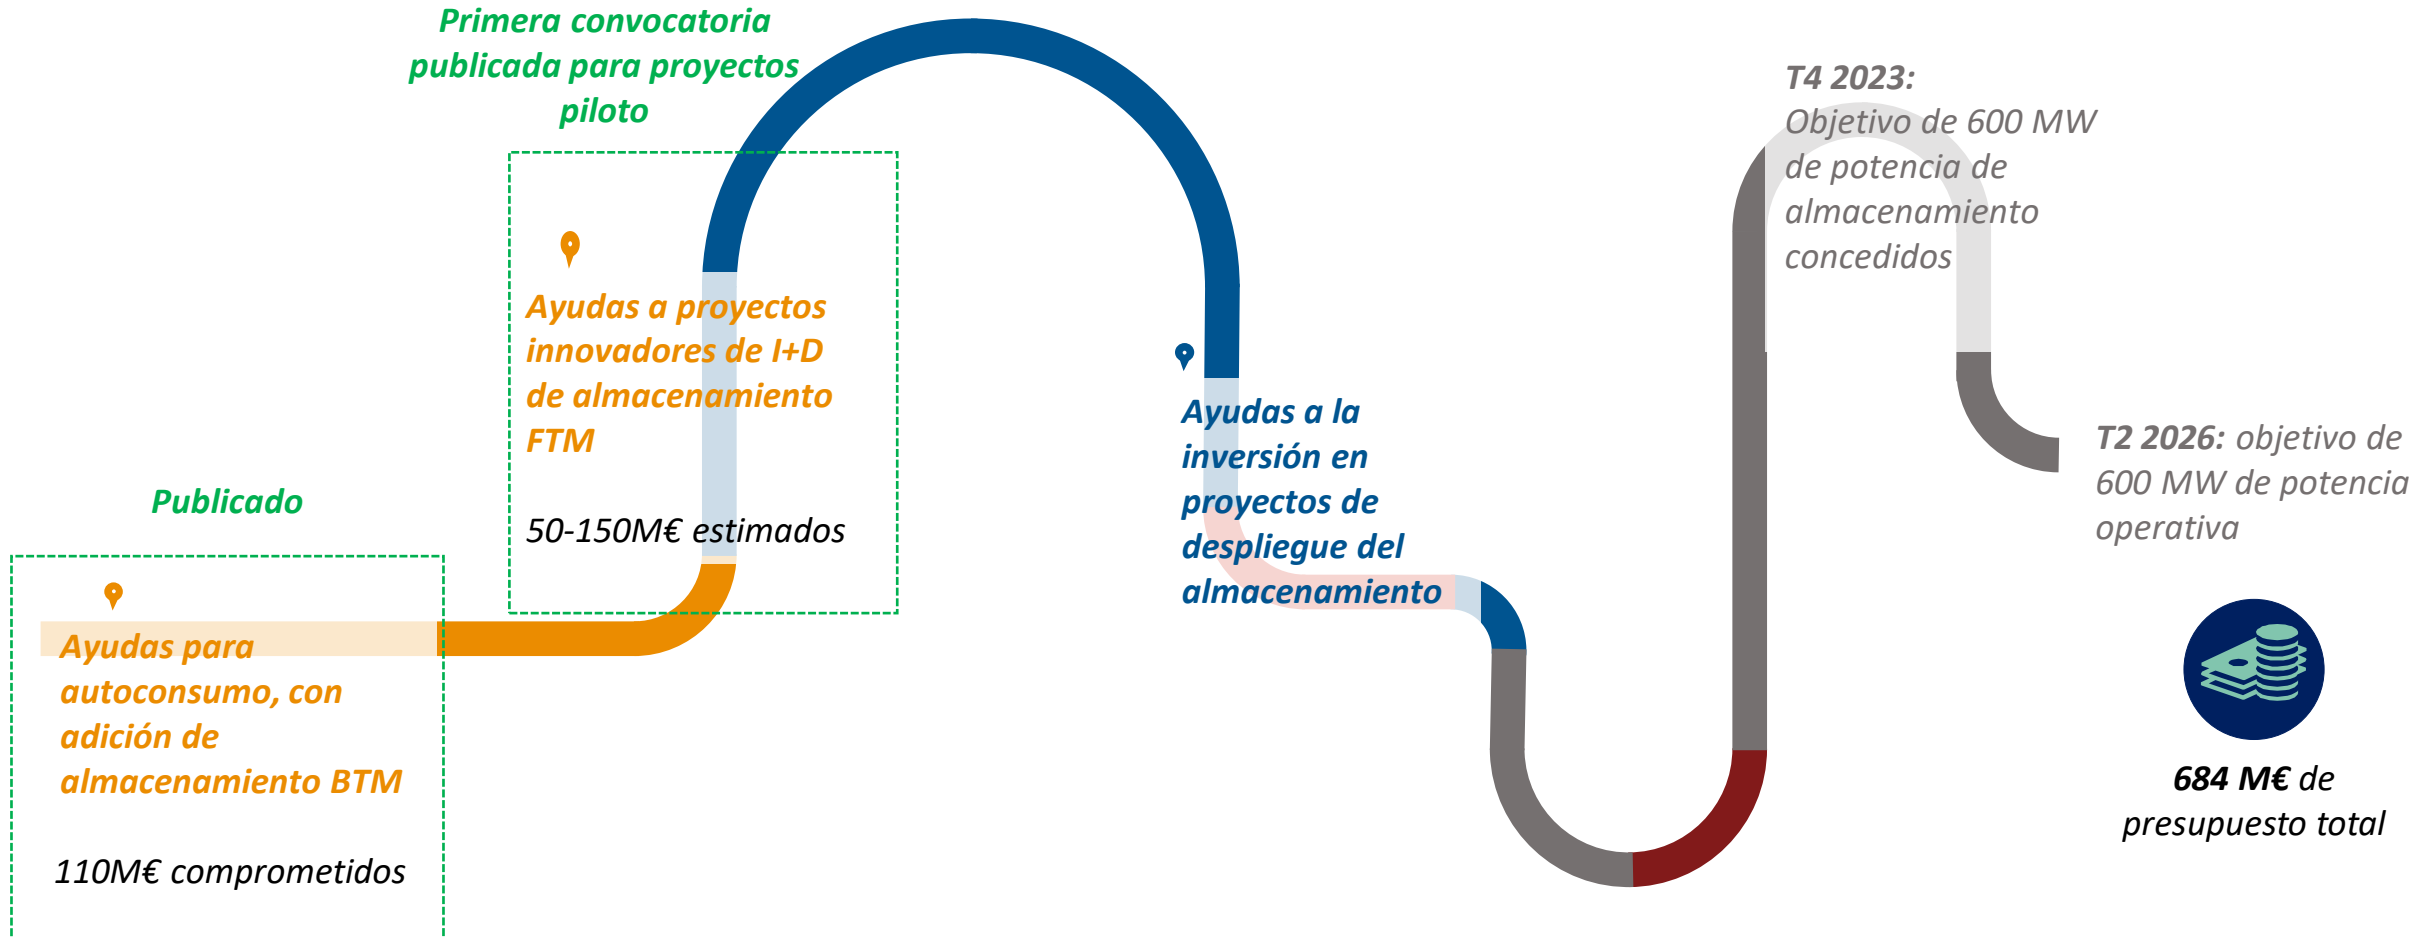 Primera convocatoria
publicada para proyectos
piloto
Ayudas a proyectos
innovadores de I+D
de almacenamiento
FTM
50-150M€ estimados
Publicado
Ayudas para
autoconsumo, con
adición de
almacenamiento BTM
110M€ comprometidos
Ayudas a la
inversión en
proyectos de
despliegue del
almacenamiento
T4 2023:
Objetivo de 600 MW
de potencia de
almacenamiento
concedidos
T2 2026: objetivo de
600 MW de potencia
operativa
684 M€ de
presupuesto total